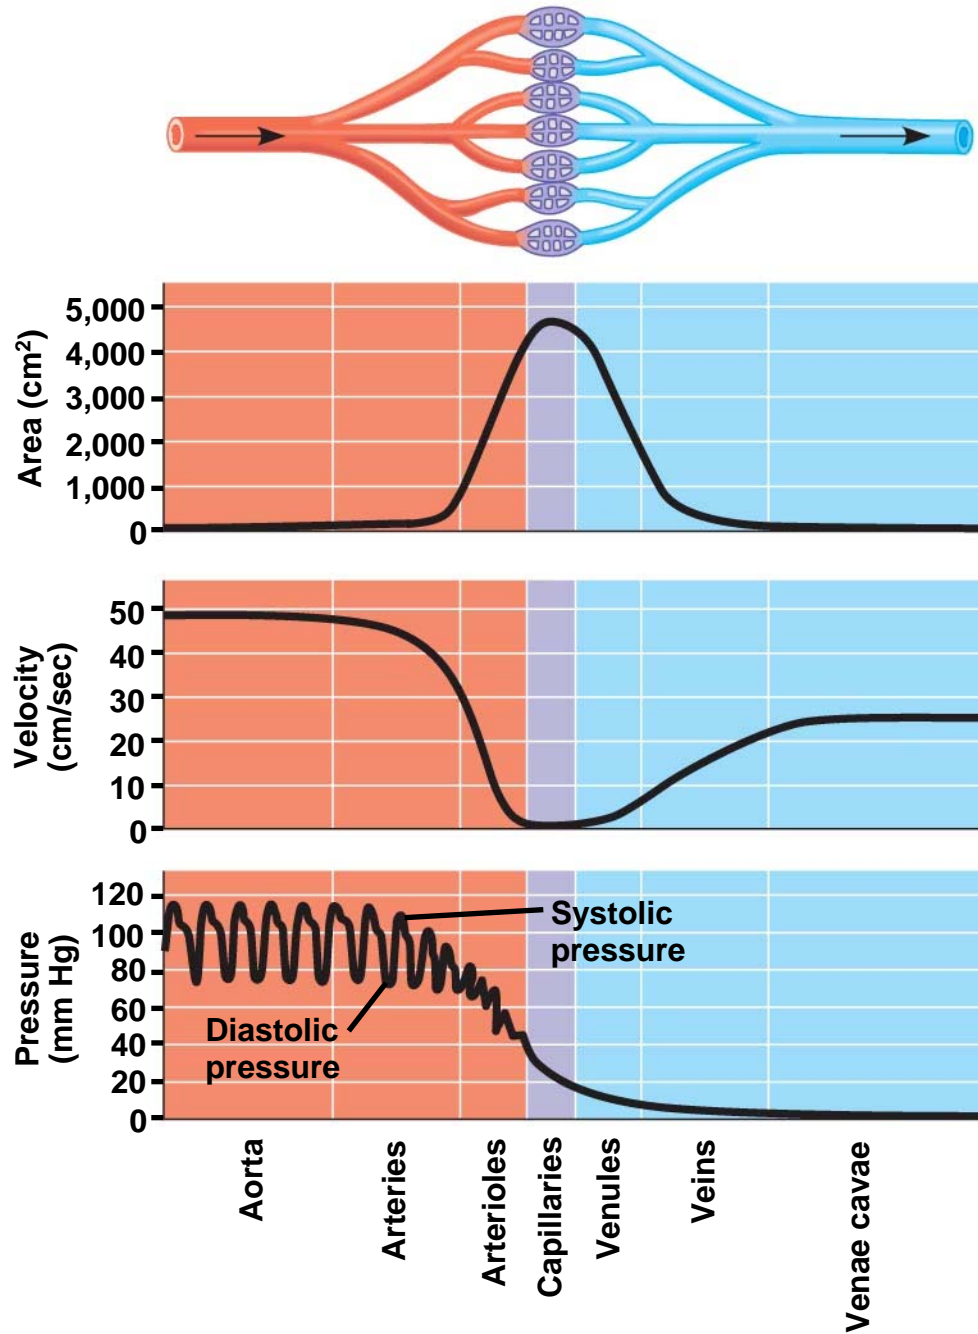 5,000
4,000
3,000
2,000
1,000
0
Area (cm²)
50
40
30
20
10
0
Velocity
(cm/sec)
120
100
80
60
40
20
0
Pressure
(mm Hg)
Systolic
pressure
Diastolic
pressure
Aorta
Arteries
Arterioles
Capillaries
Venules
Veins
Venae cavae